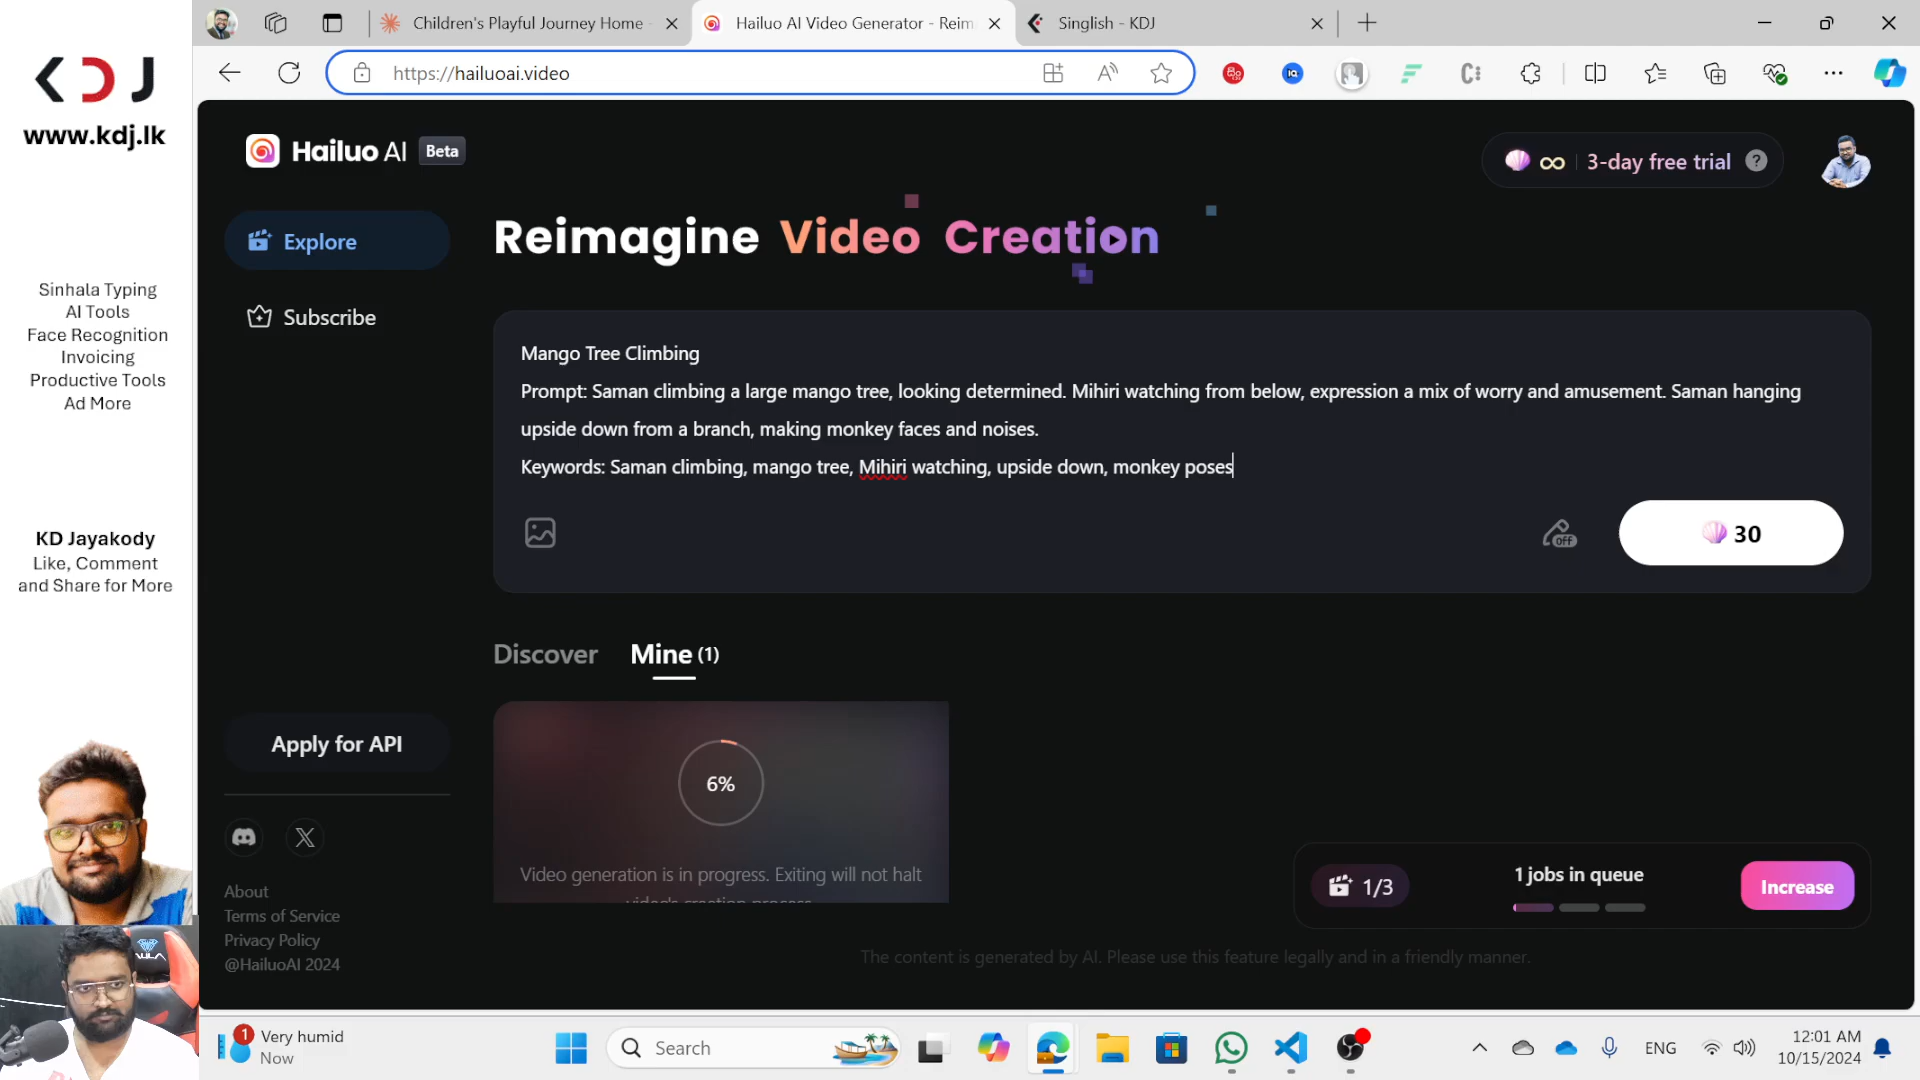 Children's Playful Journey Home -
Hailuo AI Video Generator - Reim
Singlish - KDJ
https://hailuoai.video
KDJ
www.kdj.lk
Sinhala Typing
AI Tools
Face Recognition
Invoicing
Productive Tools
Ad More
KD Jayakody
Like, Comment
and Share for More
Hailuo AI Beta
3-day free trial ?
Explore
Subscribe
Reimagine Video Creation
Mango Tree Climbing
Prompt: Saman climbing a large mango tree, looking determined. Mihiri watching from below, expression a mix of worry and amusement. Saman hanging
upside down from a branch, making monkey faces and noises.
Keywords: Saman climbing, mango tree, Mihiri watching, upside down, monkey poses
OFF
30
Discover Mine (1)
6%
Video generation is in progress. Exiting will not halt
video's creation process
Apply for API
About
Terms of Service
Privacy Policy
@HailuoAI 2024
1/3
1 jobs in queue
Increase
The content is generated by AI. Please use this feature legally and in a friendly manner.
1
Very humid
Now
Search
ENG
12:01 AM
10/15/2024